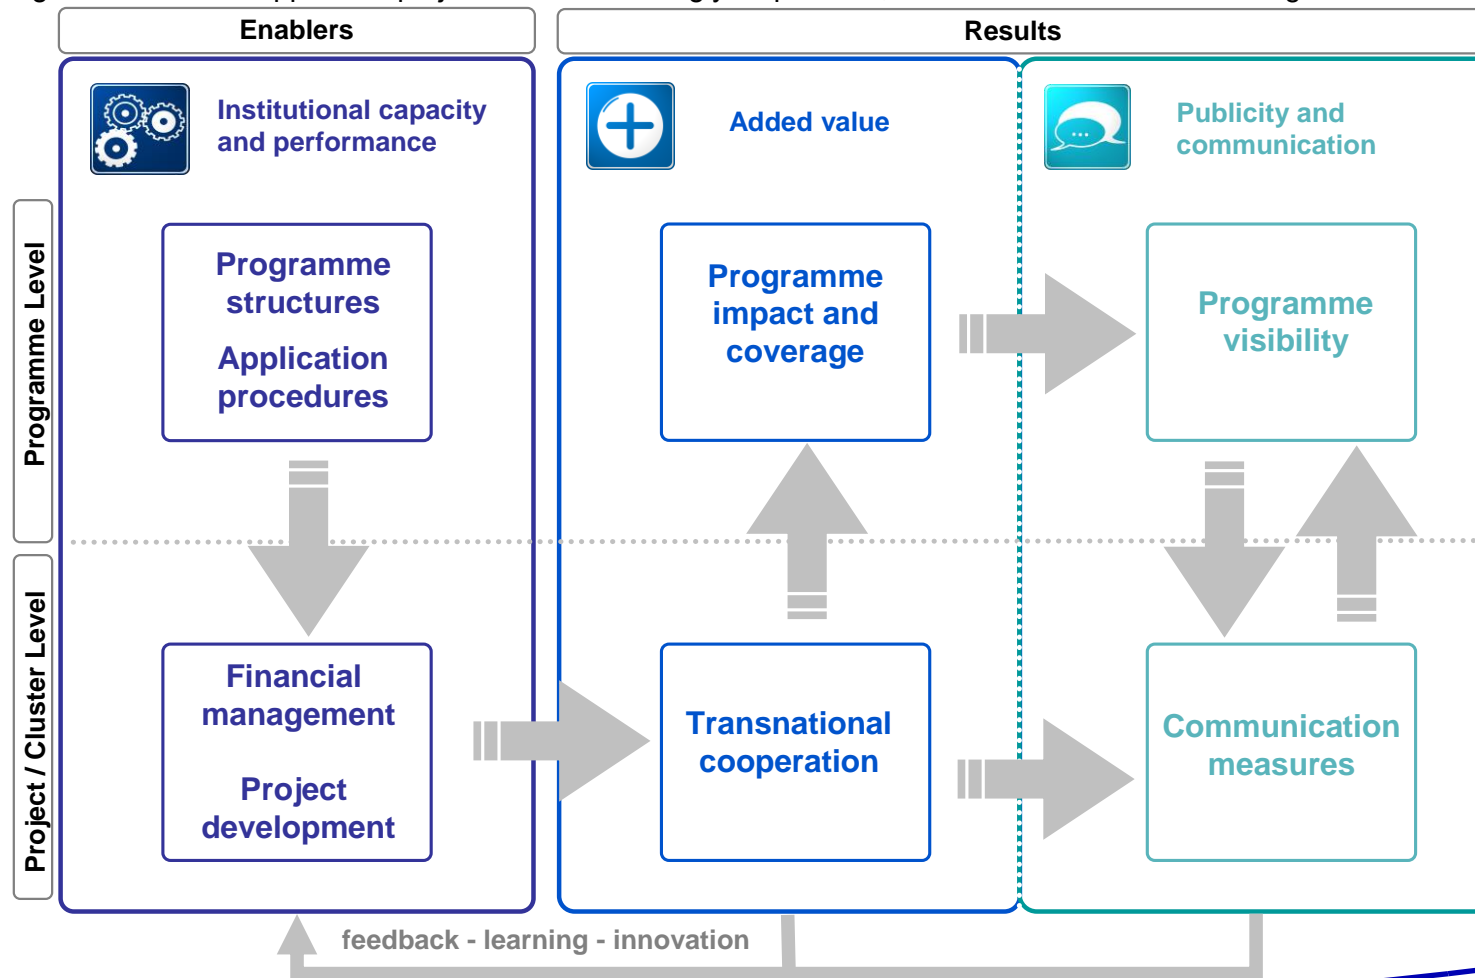 Enablers
Results
Institutional capacity
and performance
Added value
Publicity and
communication
Programme Level
Programme
structures
Application
procedures
Programme
impact and
coverage
Programme
visibility
Project / Cluster Level
Financial
management
Project
development
Transnational
cooperation
Communication
measures
feedback - learning - innovation